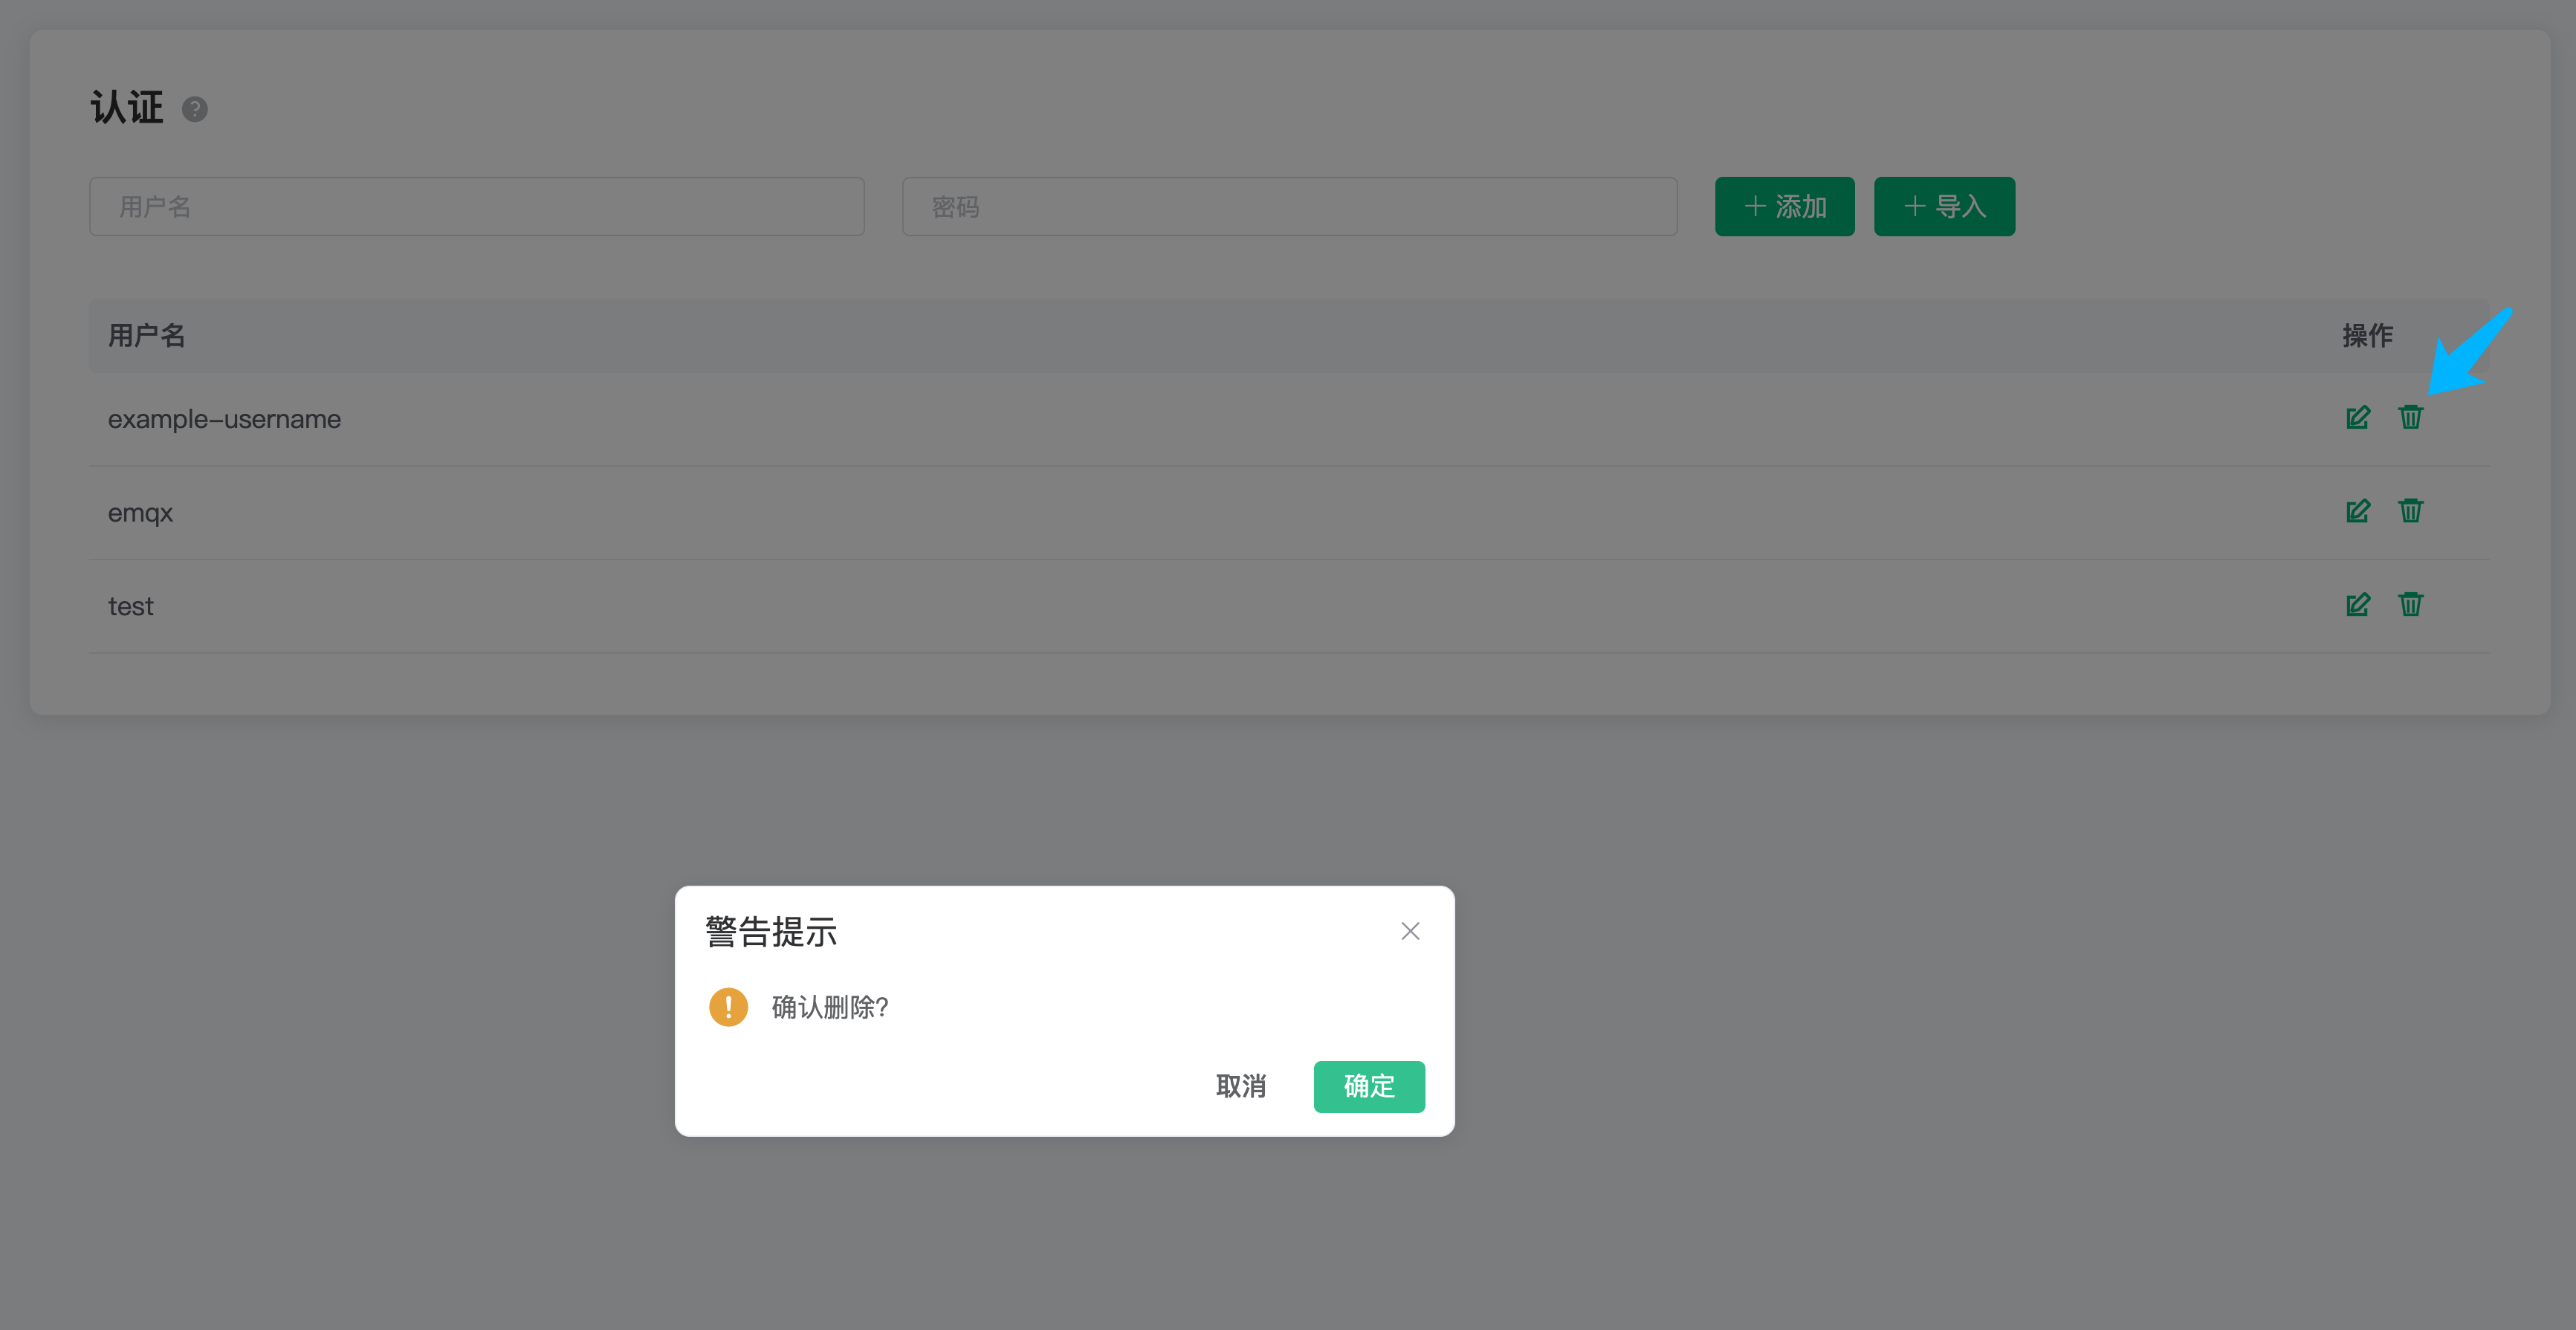 认证
用户名
密码
添加
导入
用户名
操作
example-username
emqx
test
警告提示
确认删除?
取消
确定